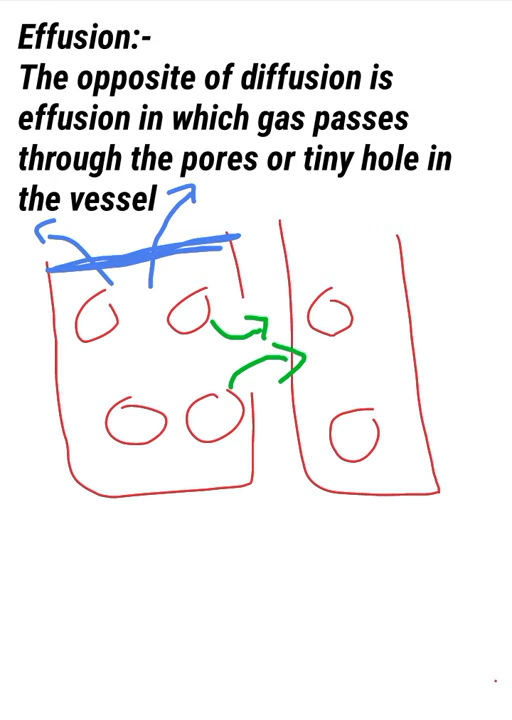 Effusion:-
The opposite of diffusion is
effusion in which gas passes
through the pores or tiny hole in
the vessel